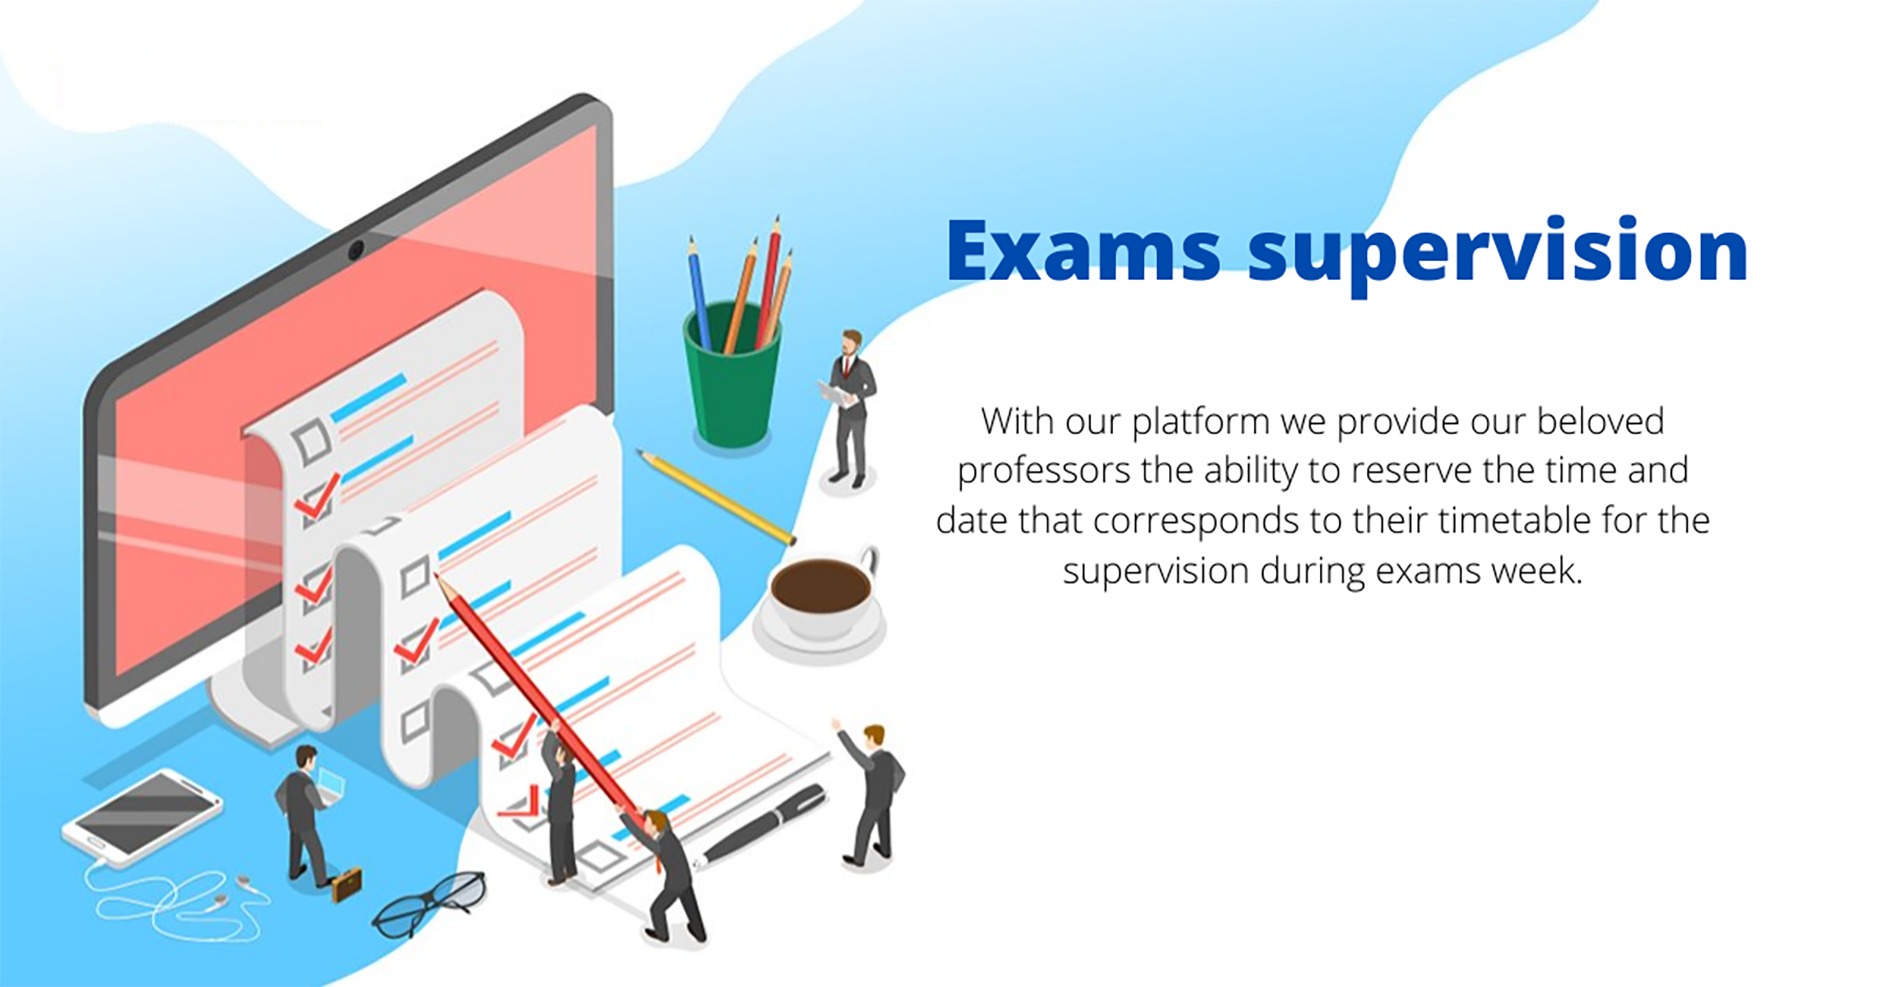 Exams supervision
With our platform we provide our beloved
professors the ability to reserve the time and
date that corresponds to their timetable for the
supervision during exams week.